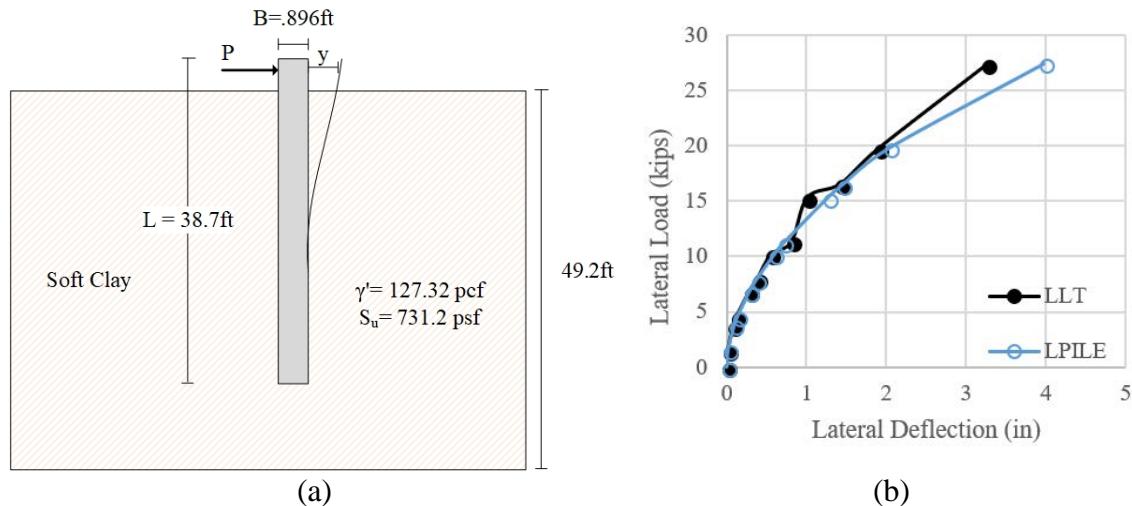 B=.896ft
P
y
L = 38.7ft
Soft Clay
γ'= 127.32 pcf
Su= 731.2 psf
49.2ft
(a)
Lateral Load (kips)
30
25
20
15
10
5
0
0 1 2 3 4 5
LLT
LPILE
Lateral Deflection (in)
(b)